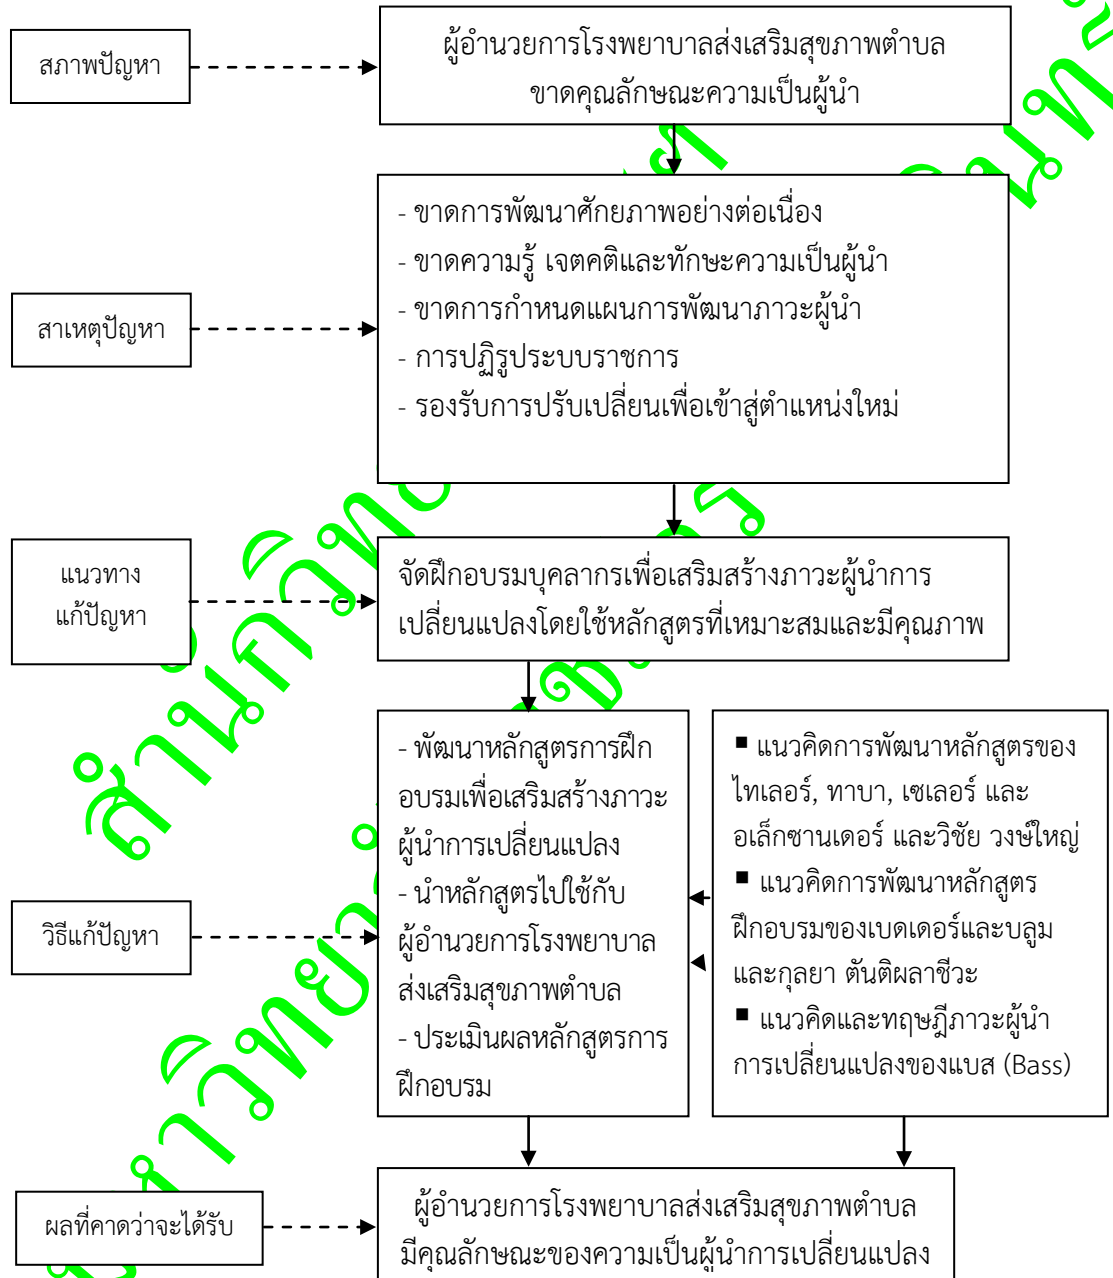 สภาพปัญหา
ผู้อำนวยการโรงพยาบาลส่งเสริมสุขภาพตำบล
ขาดคุณลักษณะความเป็นผู้นำ
สาเหตุปัญหา
- ขาดการพัฒนาศักยภาพอย่างต่อเนื่อง
- ขาดความรู้ เจตคติและทักษะความเป็นผู้นำ
- ขาดการกำหนดแผนการพัฒนาภาวะผู้นำ
- การปฏิรูประบบราชการ
- รองรับการปรับเปลี่ยนเพื่อเข้าสู่ตำแหน่งใหม่
แนวทาง
แก้ปัญหา
จัดฝึกอบรมบุคลากรเพื่อเสริมสร้างภาวะผู้นำการ
เปลี่ยนแปลงโดยใช้หลักสูตรที่เหมาะสมและมีคุณภาพ
วิธีแก้ปัญหา
- พัฒนาหลักสูตรการฝึก
อบรมเพื่อเสริมสร้างภาวะ
ผู้นำการเปลี่ยนแปลง
- นำหลักสูตรไปใช้กับ
ผู้อำนวยการโรงพยาบาล
ส่งเสริมสุขภาพตำบล
- ประเมินผลหลักสูตรการ
ฝึกอบรม
▪ แนวคิดการพัฒนาหลักสูตรของ
ไทเลอร์, ทาบา, เซเลอร์ และ
อเล็กซานเดอร์ และวิชัย วงษ์ใหญ่
▪ แนวคิดการพัฒนาหลักสูตร
ฝึกอบรมของเบดเดอร์และบลูม
และกุลยา ตันติผลาชีวะ
▪ แนวคิดและทฤษฎีภาวะผู้นำ
การเปลี่ยนแปลงของแบส (Bass)
ผลที่คาดว่าจะได้รับ
ผู้อำนวยการโรงพยาบาลส่งเสริมสุขภาพตำบล
มีคุณลักษณะของความเป็นผู้นำการเปลี่ยนแปลง